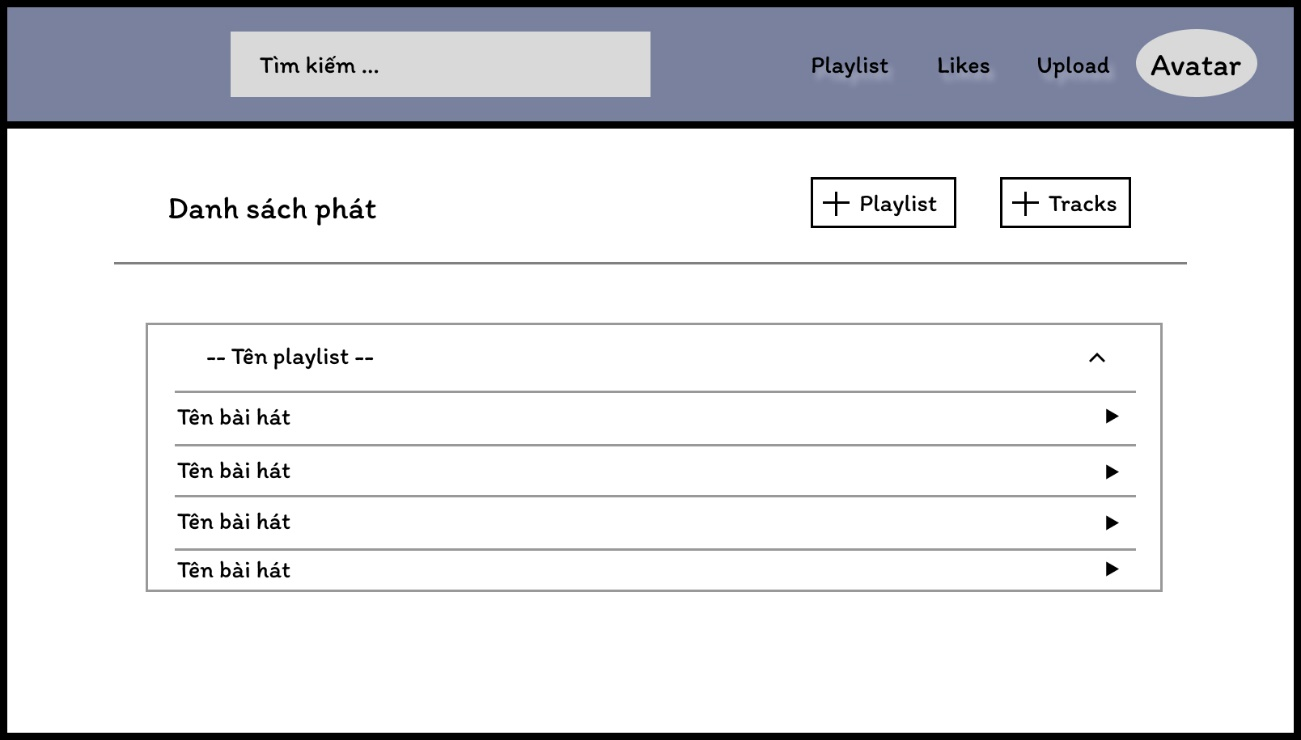 Tìm kiếm ...
Playlist
Likes
Upload
Avatar
Danh sách phát
Playlist
Tracks
-- Tên playlist --
Tên bài hát
Tên bài hát
Tên bài hát
Tên bài hát